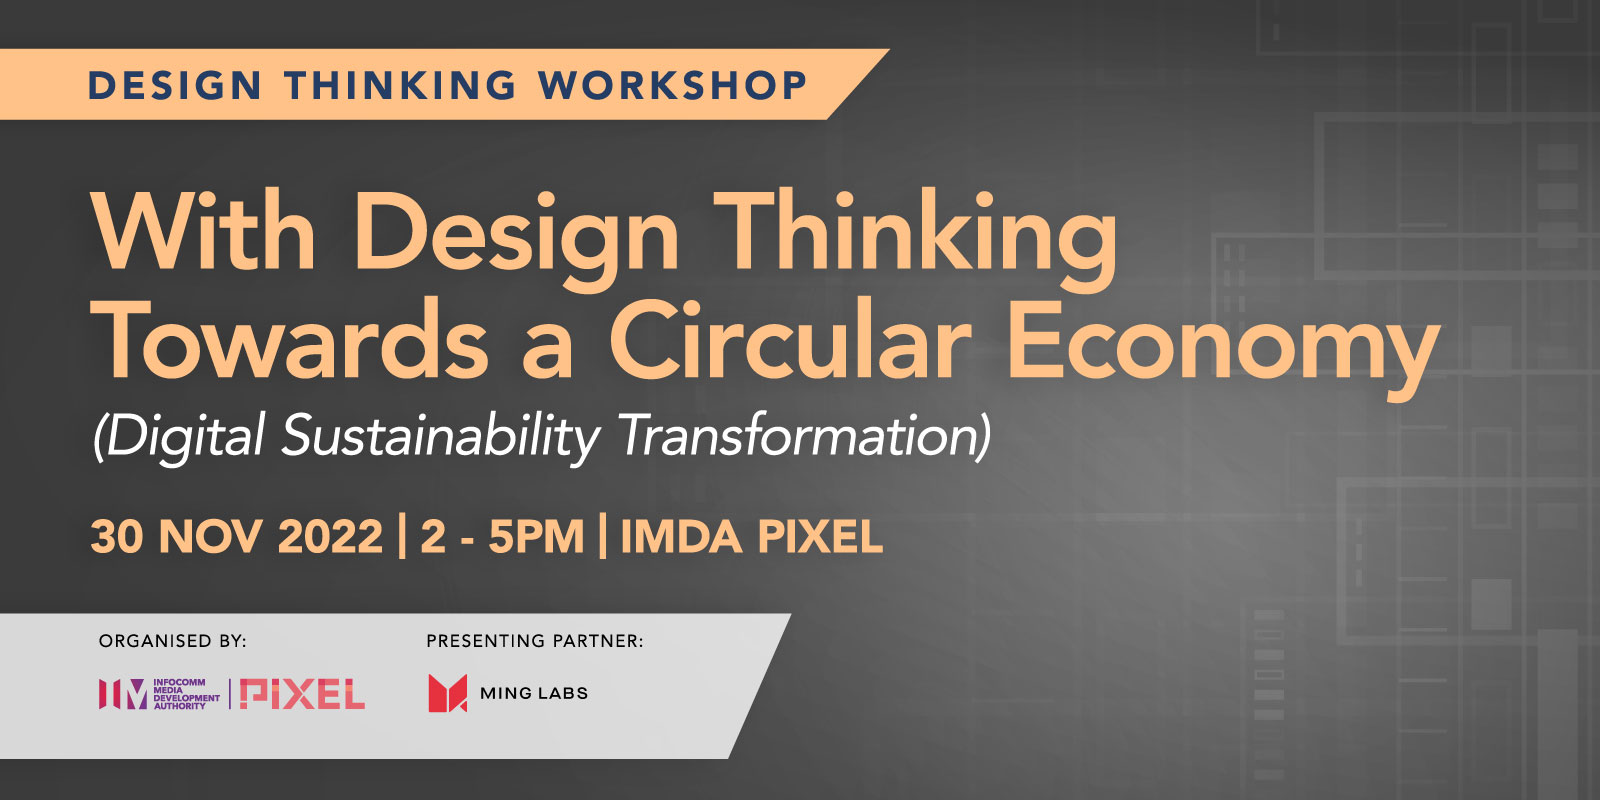 DESIGN THINKING WORKSHOP
With Design Thinking
Towards a Circular Economy
(Digital Sustainability Transformation)
30 NOV 2022 | 2 - 5PM | IMDA PIXEL
ORGANISED BY:
INFOCOMM
MEDIA
DEVELOPMENT
AUTHORITY
PIXEL
PRESENTING PARTNER:
MING LABS